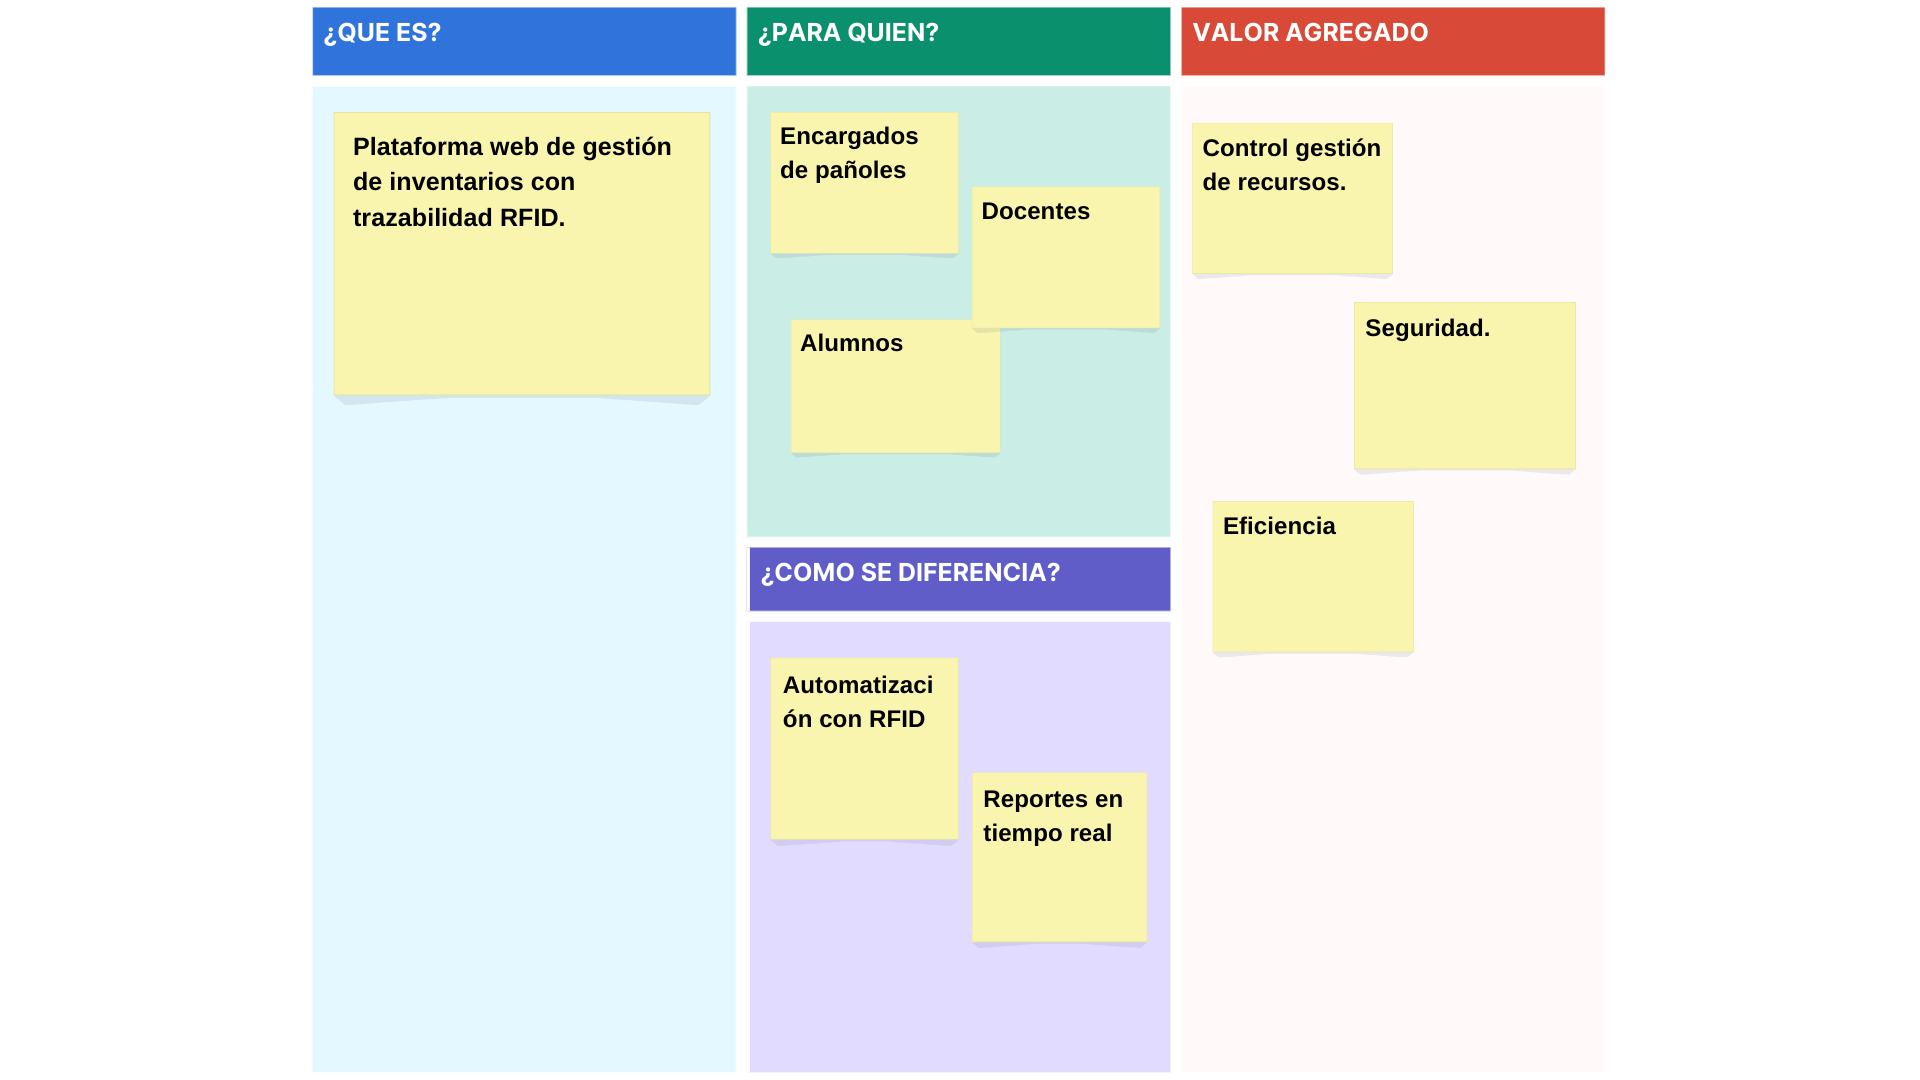 ¿QUE ES?
Plataforma web de gestión
de inventarios con
trazabilidad RFID.
¿PARA QUIEN?
Encargados
de pañoles
Docentes
Alumnos
¿COMO SE DIFERENCIA?
Automatizaci
ón con RFID
Reportes en
tiempo real
VALOR AGREGADO
Control gestión
de recursos.
Seguridad.
Eficiencia